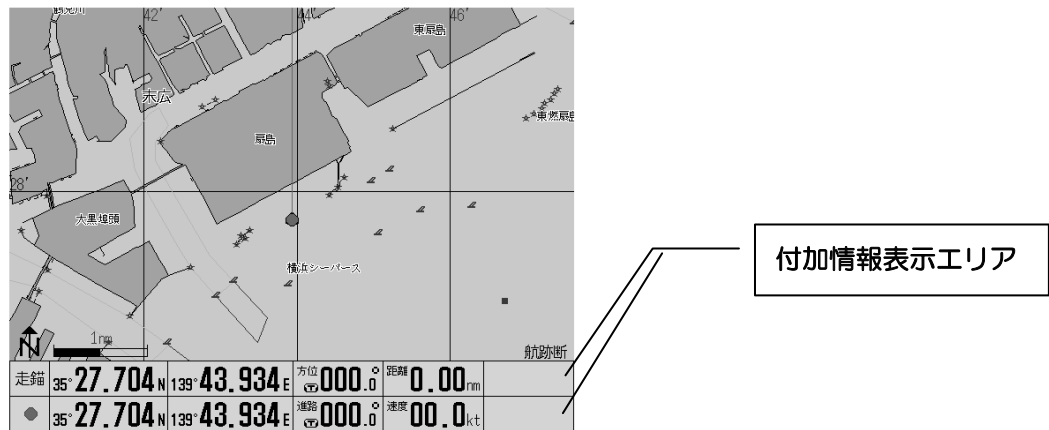 鶴見川
42'
44'
46'
東扇島
末広
東燃扇島
扇島
28'
大黒埠頭
横浜シーバース
付加情報表示エリア
N
1nm
航跡断
走錨 35°27.704N 139°43.934E 方位 T 000.0° 距離 0.00nm
35°27.704N 139°43.934E 進路 T 000.0° 速度 00.0kt